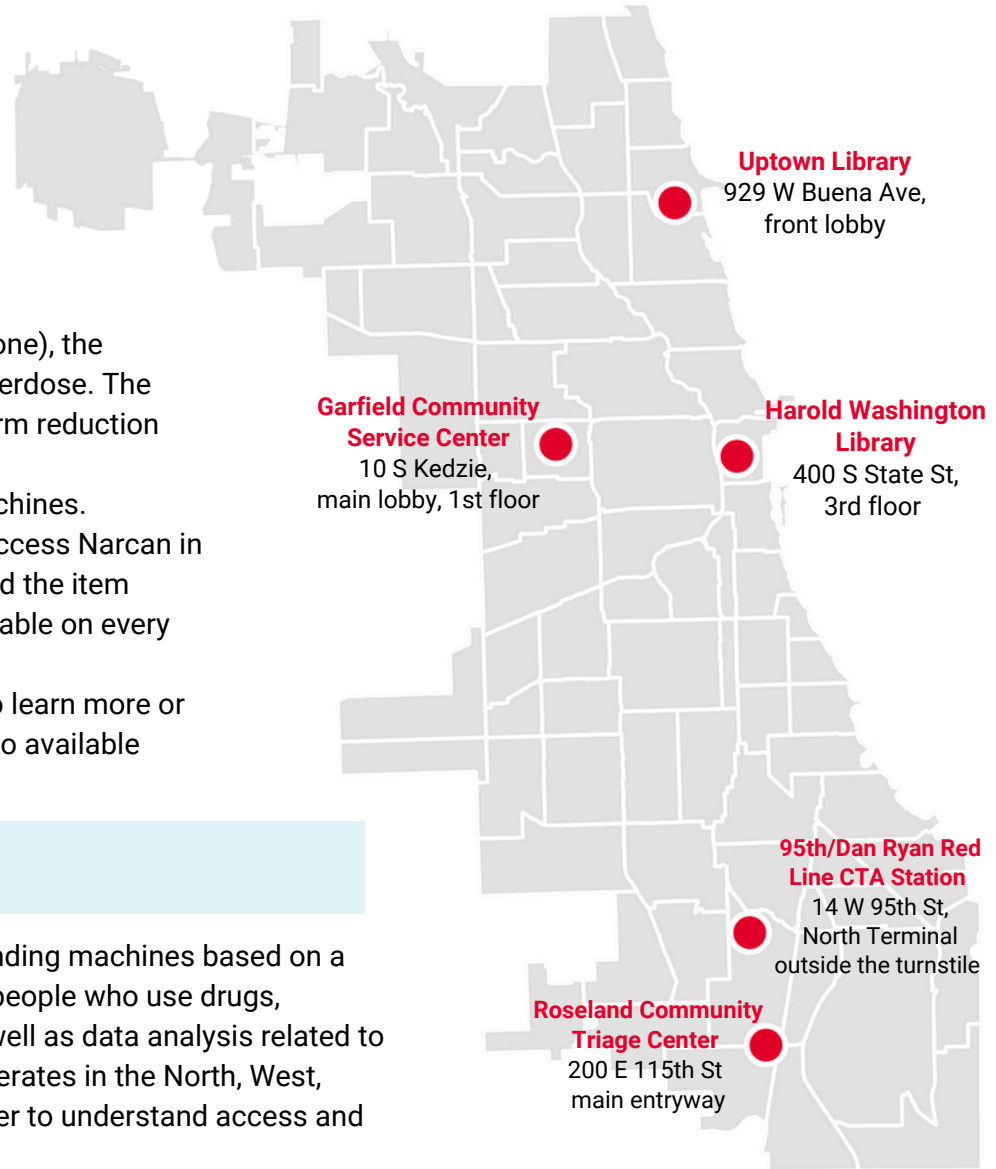 Uptown Library
929 W Buena Ave,
front lobby
one), the
erdose. The
rm reduction
chines.
ccess Narcan in
d the item
able on every
o learn more or
o available
Garfield Community
Service Center
10 S Kedzie,
main lobby, 1st floor
Harold Washington
Library
400 S State St,
3rd floor
95th/Dan Ryan Red
Line CTA Station
14 W 95th St,
North Terminal
outside the turnstile
nding machines based on a
people who use drugs,
well as data analysis related to
erates in the North, West,
er to understand access and
Roseland Community
Triage Center
200 E 115th St
main entryway